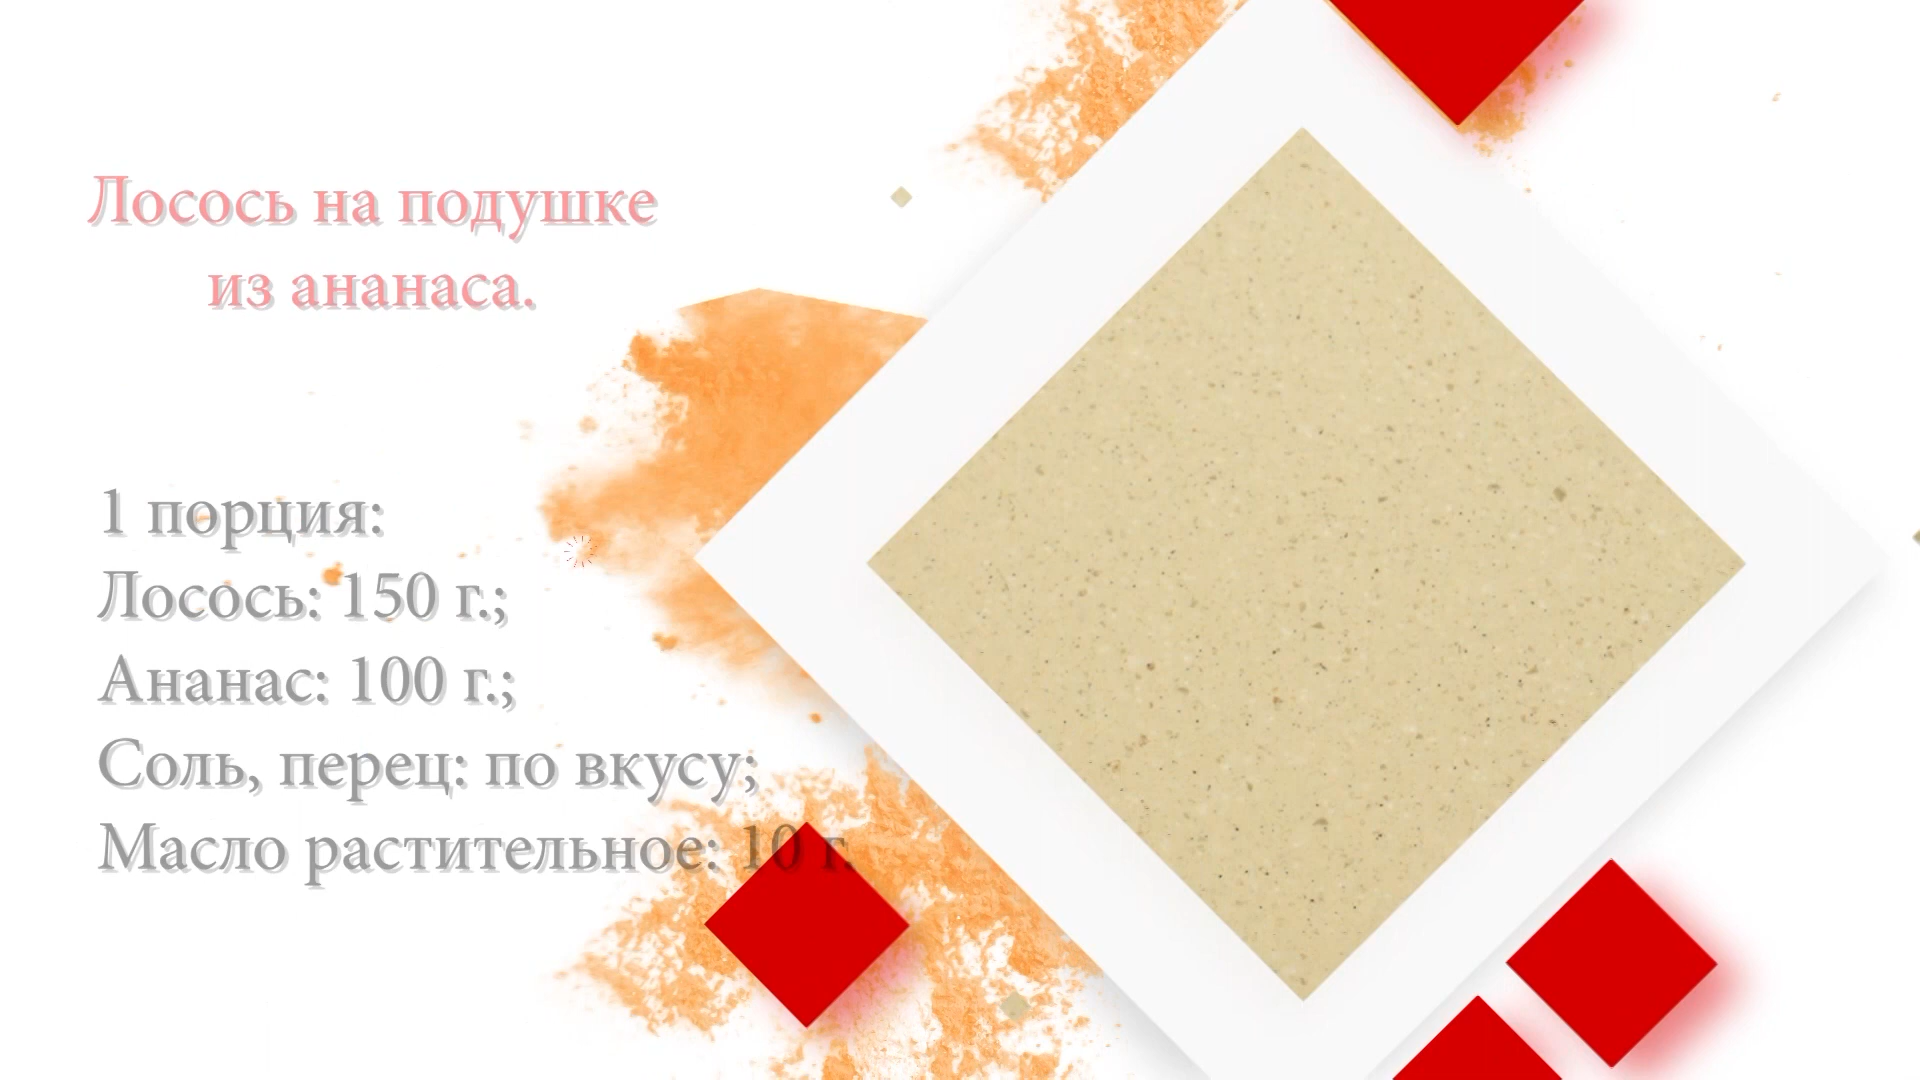 Лосось на подушке
из ананаса.
1 порция:
Лосось: 150 г.;
Ананас: 100 г.;
Соль, перец: по вкусу;
Масло растительное: 10 г.